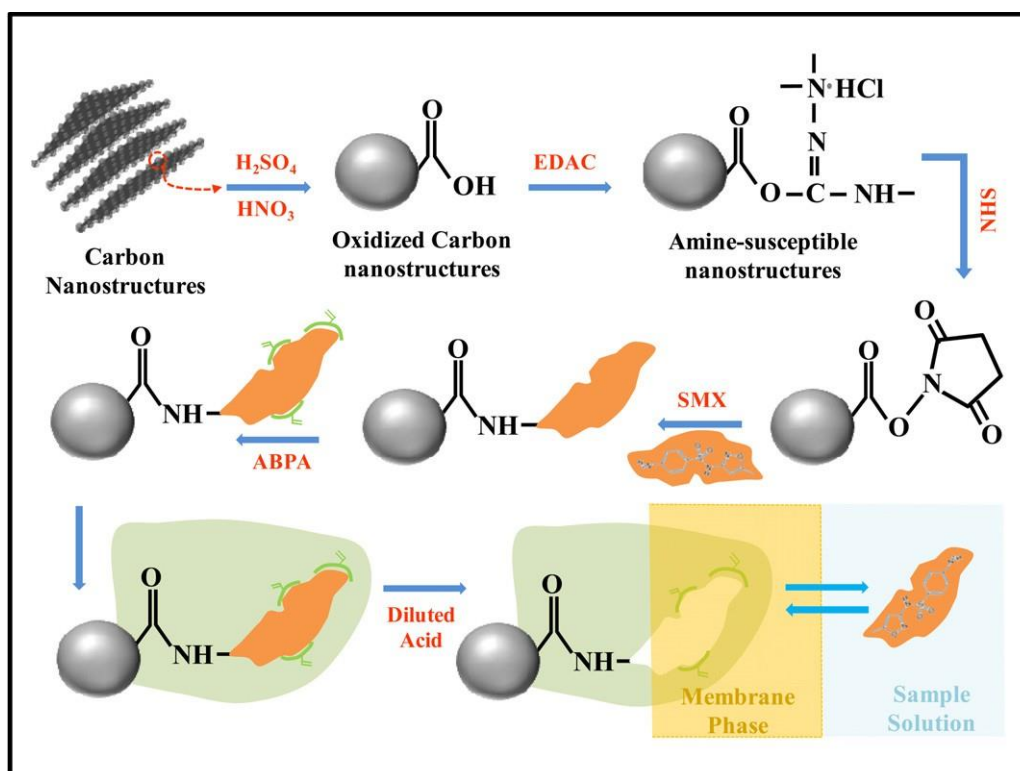 H₂SO₄
HNO₃
Carbon
Nanostructures
O
OH
Oxidized Carbon
nanostructures
EDAC
N·HCl
N
O
O C NH
Amine-susceptible
nanostructures
NHS
O
O
N
O
O
SMX
O
NH
ABPA
O
NH
O
NH
Diluted
Acid
O
NH
Membrane
Phase
Sample
Solution